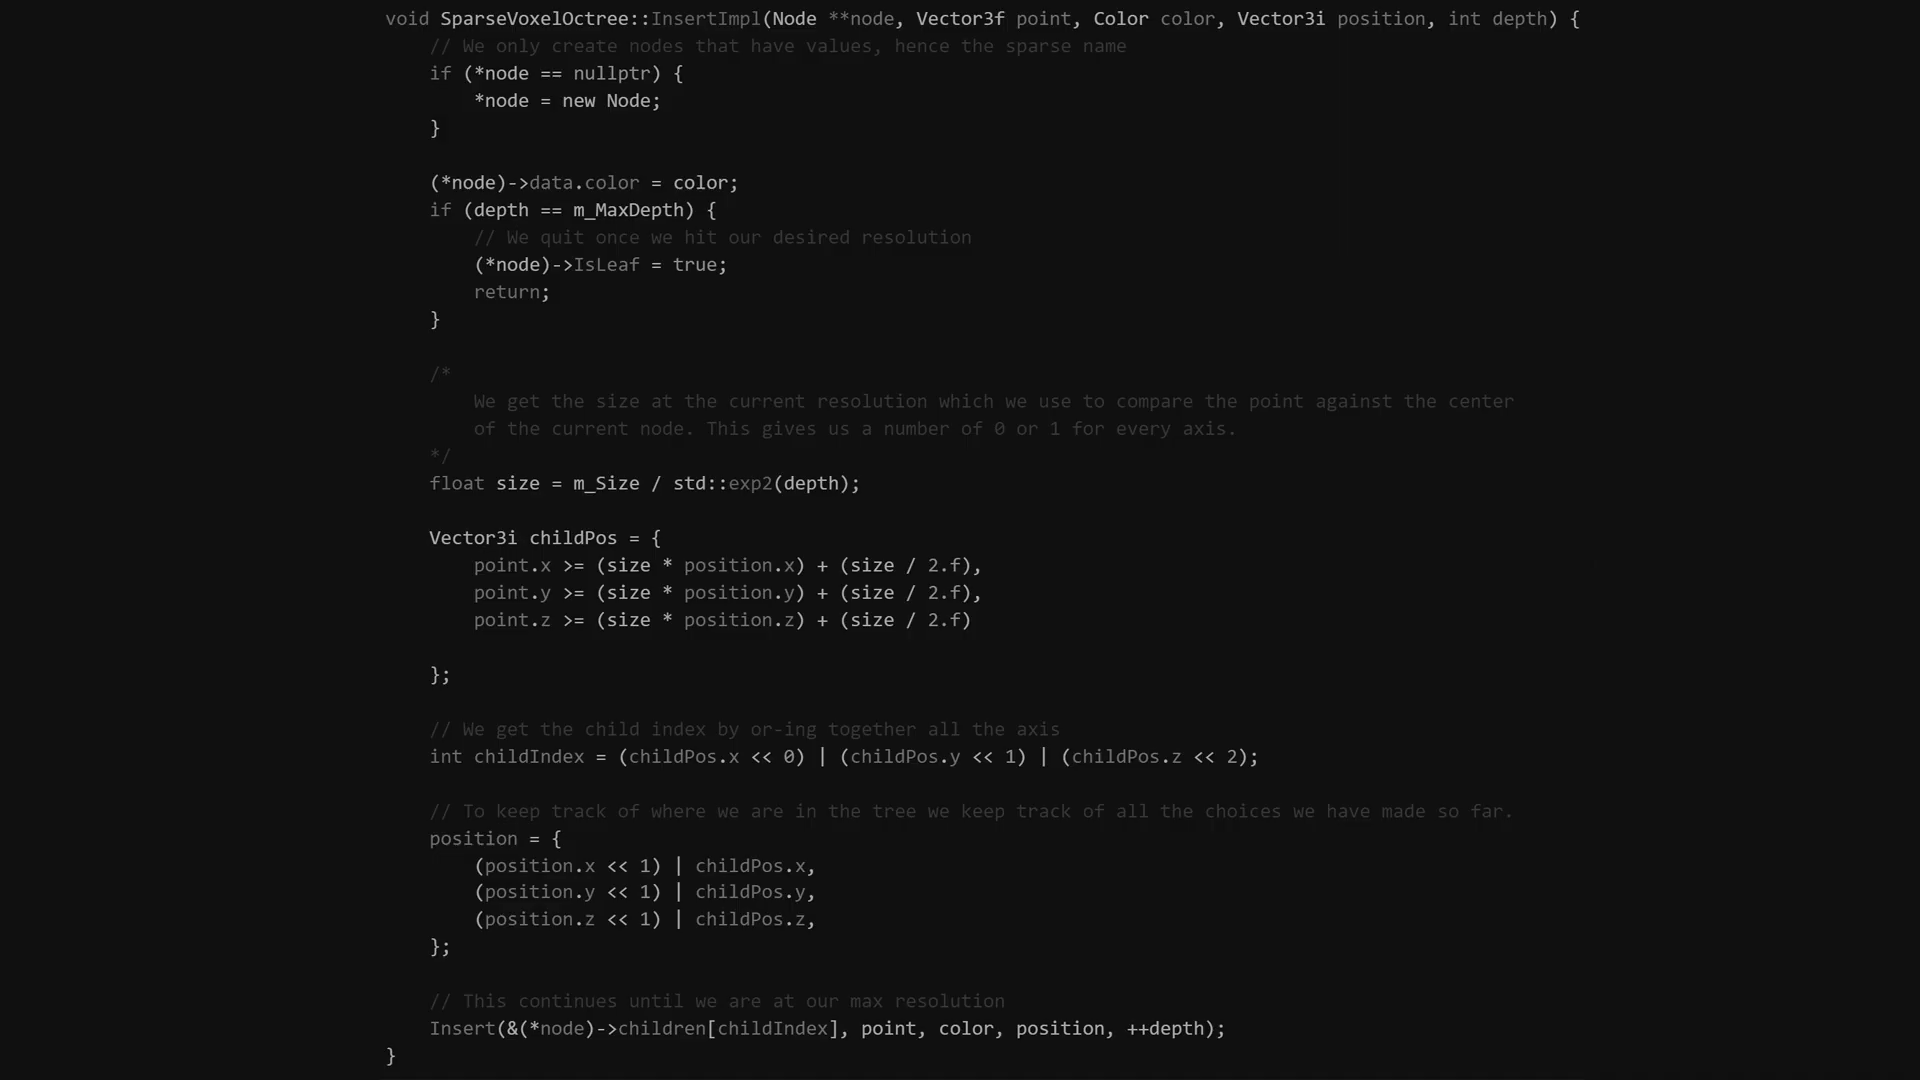 void SparseVoxelOctree::InsertImpl(Node **node, Vector3f point, Color color, Vector3i position, int depth) {
    // We only create nodes that have values, hence the sparse name
    if (*node == nullptr) {
        *node = new Node;
    }

    (*node)->data.color = color;
    if (depth == m_MaxDepth) {
        // We quit once we hit our desired resolution
        (*node)->IsLeaf = true;
        return;
    }

    /*
        We get the size at the current resolution which we use to compare the point against the center
        of the current node. This gives us a number of 0 or 1 for every axis.
    */
    float size = m_Size / std::exp2(depth);

    Vector3i childPos = {
        point.x >= (size * position.x) + (size / 2.f),
        point.y >= (size * position.y) + (size / 2.f),
        point.z >= (size * position.z) + (size / 2.f)

    };

    // We get the child index by or-ing together all the axis
    int childIndex = (childPos.x << 0) | (childPos.y << 1) | (childPos.z << 2);

    // To keep track of where we are in the tree we keep track of all the choices we have made so far.
    position = {
        (position.x << 1) | childPos.x,
        (position.y << 1) | childPos.y,
        (position.z << 1) | childPos.z,
    };

    // This continues until we are at our max resolution
    Insert(&(*node)->children[childIndex], point, color, position, ++depth);
}